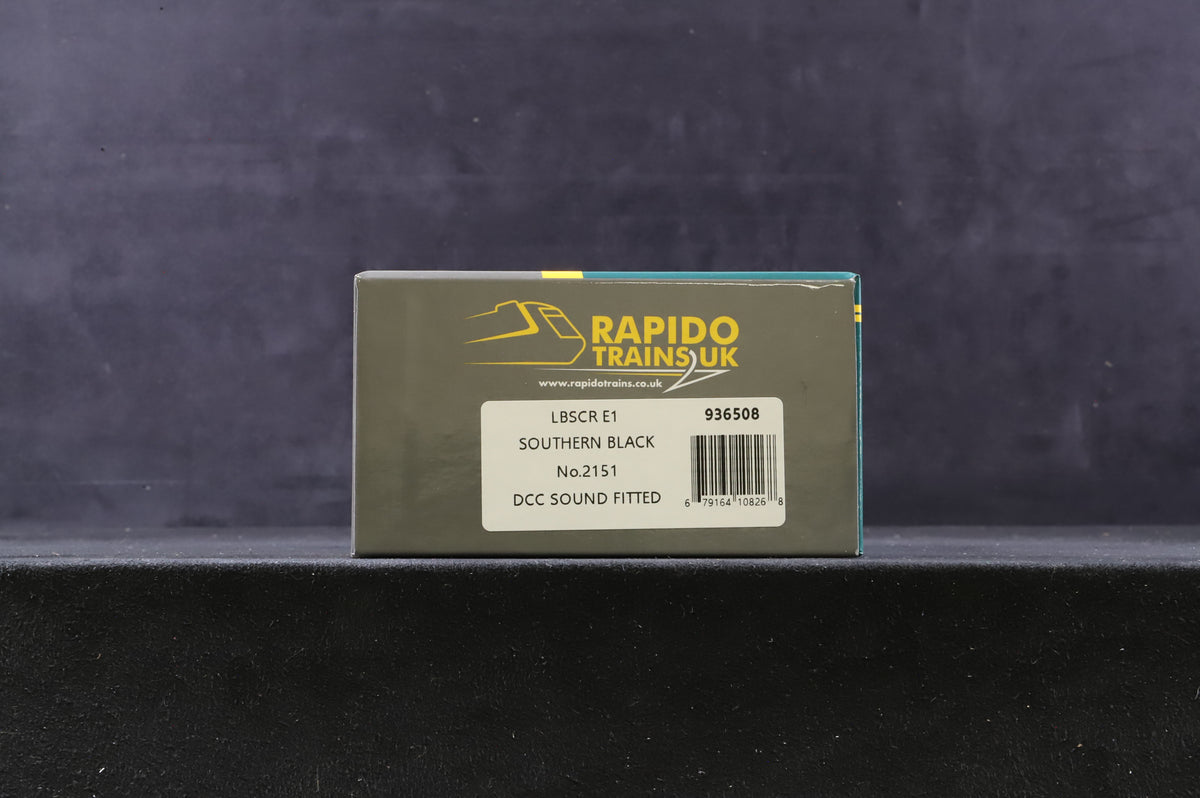 RAPIDO
TRAINS UK
www.rapidotrains.co.uk
LBSCR E1
936508
SOUTHERN BLACK
No.2151
DCC SOUND FITTED
6 79164 10826 8